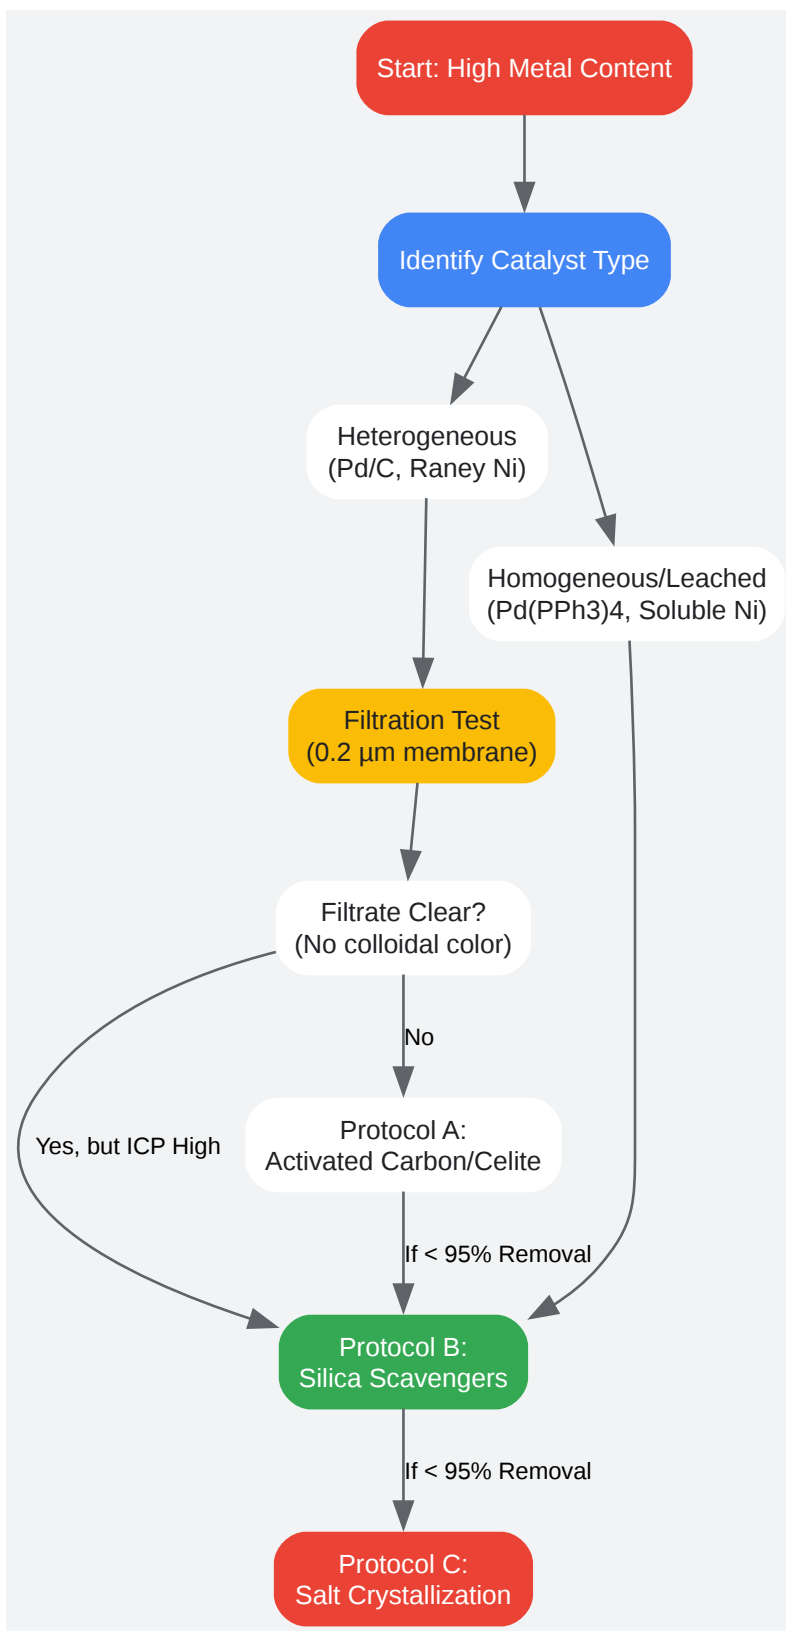 Start: High Metal Content
Identify Catalyst Type
Heterogeneous
(Pd/C, Raney Ni)
Homogeneous/Leached
(Pd(PPh3)4, Soluble Ni)
Filtration Test
(0.2 µm membrane)
Filtrate Clear?
(No colloidal color)
No
Protocol A:
Activated Carbon/Celite
Yes, but ICP High
If < 95% Removal
Protocol B:
Silica Scavengers
If < 95% Removal
Protocol C:
Salt Crystallization